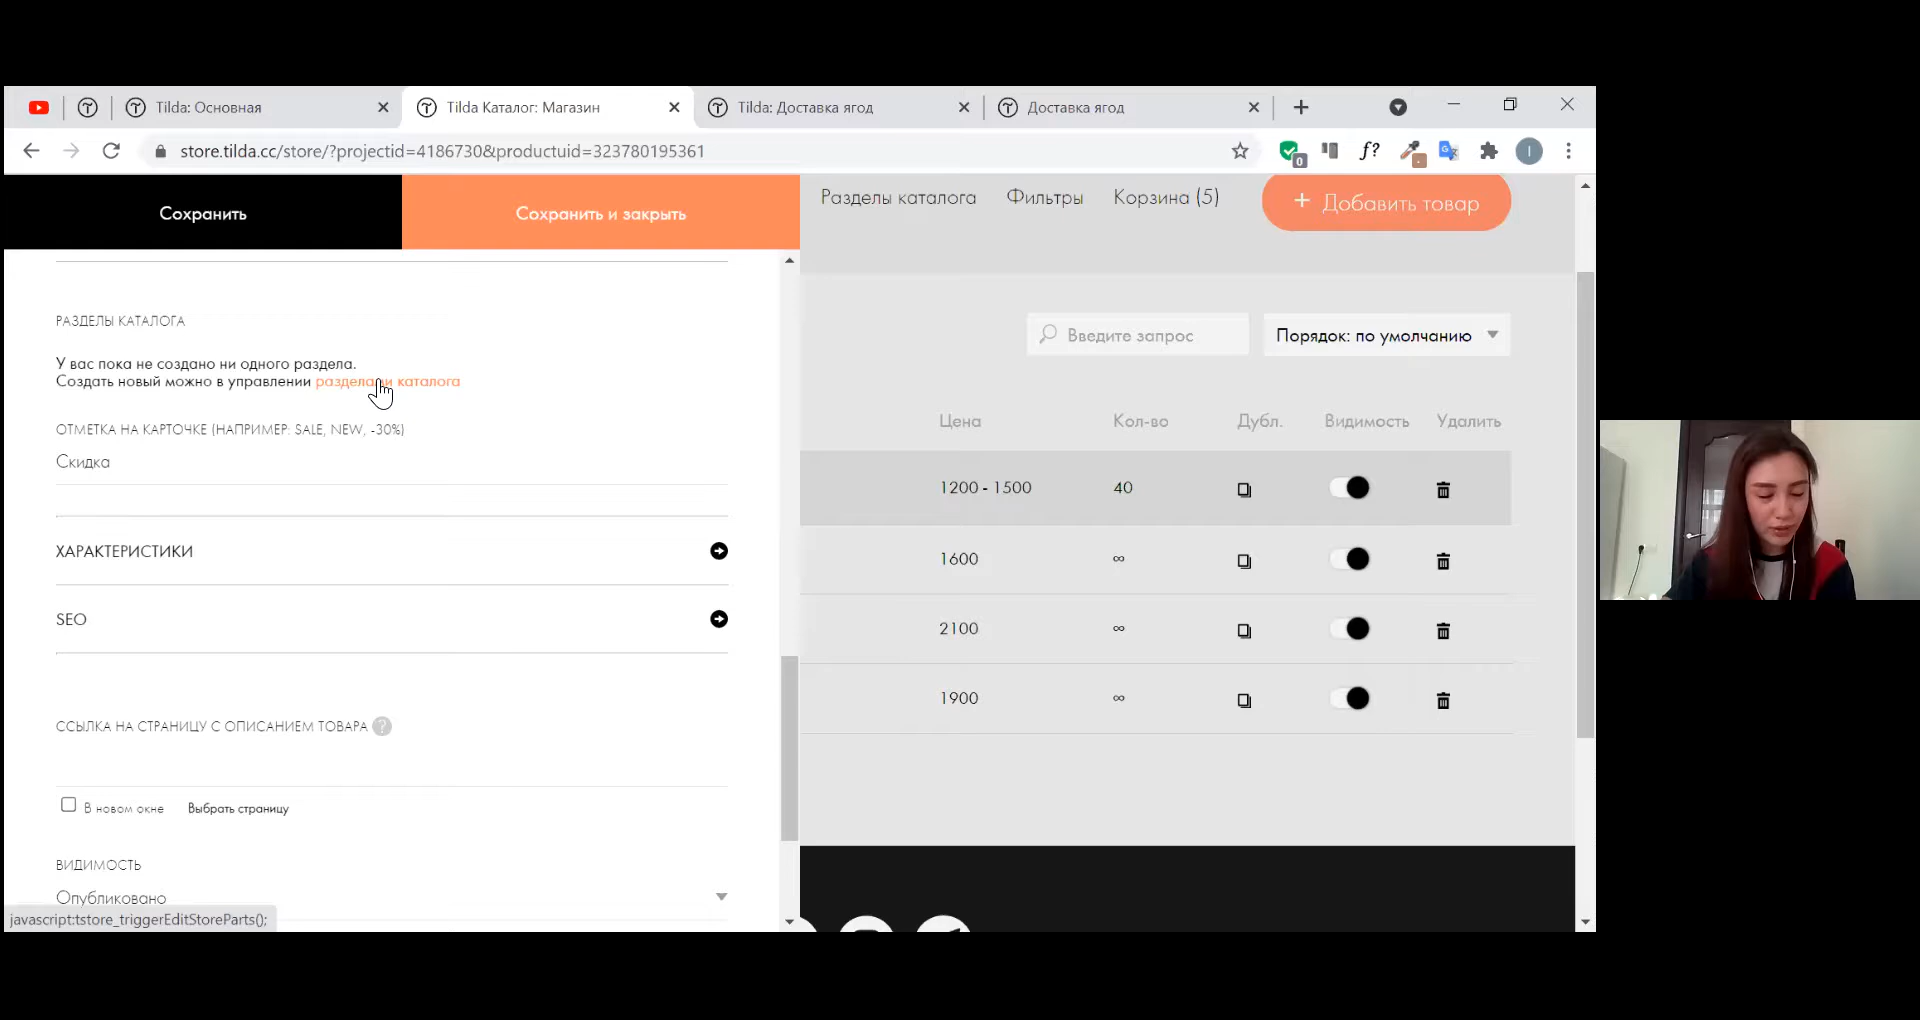 Tilda: Основная
Tilda Каталог: Магазин
Tilda: Доставка ягод
Доставка ягод
store.tilda.cc/store/?projectid=4186730&productuid=323780195361
0
f?
I
Сохранить
Сохранить и закрыть
Разделы каталога
Фильтры
Корзина (5)
+ Добавить товар
РАЗДЕЛЫ КАТАЛОГА
У вас пока не создано ни одного раздела.
Создать новый можно в управлении разделами каталога
ОТМЕТКА НА КАРТОЧКЕ (НАПРИМЕР: SALE, NEW, -30%)
Скидка
ХАРАКТЕРИСТИКИ
SEO
ССЫЛКА НА СТРАНИЦУ С ОПИСАНИЕМ ТОВАРА ?
В новом окне
Выбрать страницу
ВИДИМОСТЬ
Опубликовано
javascript:tstore_triggerEditStoreParts();
Введите запрос
Порядок: по умолчанию
Цена Кол-во Дубл. Видимость Удалить
1200 - 1500 40
1600 ∞
2100 ∞
1900 ∞